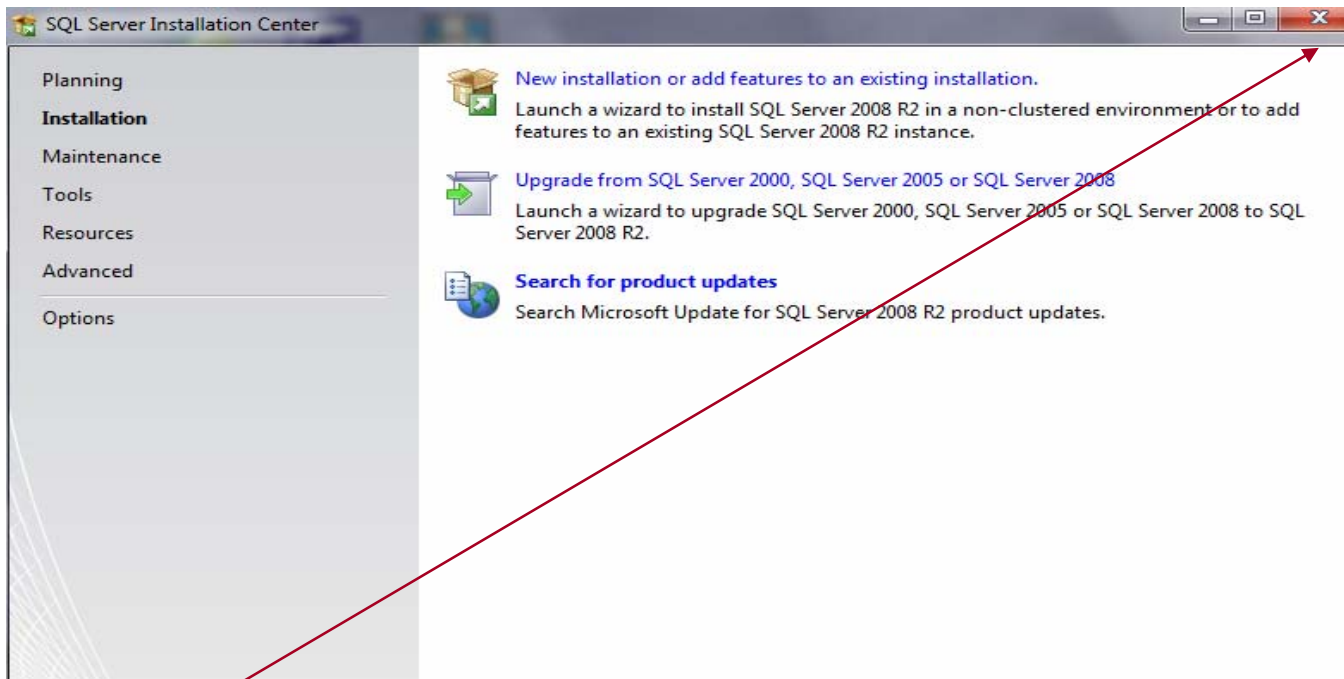 SQL Server Installation Center
Planning
Installation
Maintenance
Tools
Resources
Advanced
Options
New installation or add features to an existing installation.
Launch a wizard to install SQL Server 2008 R2 in a non-clustered environment or to add
features to an existing SQL Server 2008 R2 instance.
Upgrade from SQL Server 2000, SQL Server 2005 or SQL Server 2008
Launch a wizard to upgrade SQL Server 2000, SQL Server 2005 or SQL Server 2008 to SQL
Server 2008 R2.
Search for product updates
Search Microsoft Update for SQL Server 2008 R2 product updates.